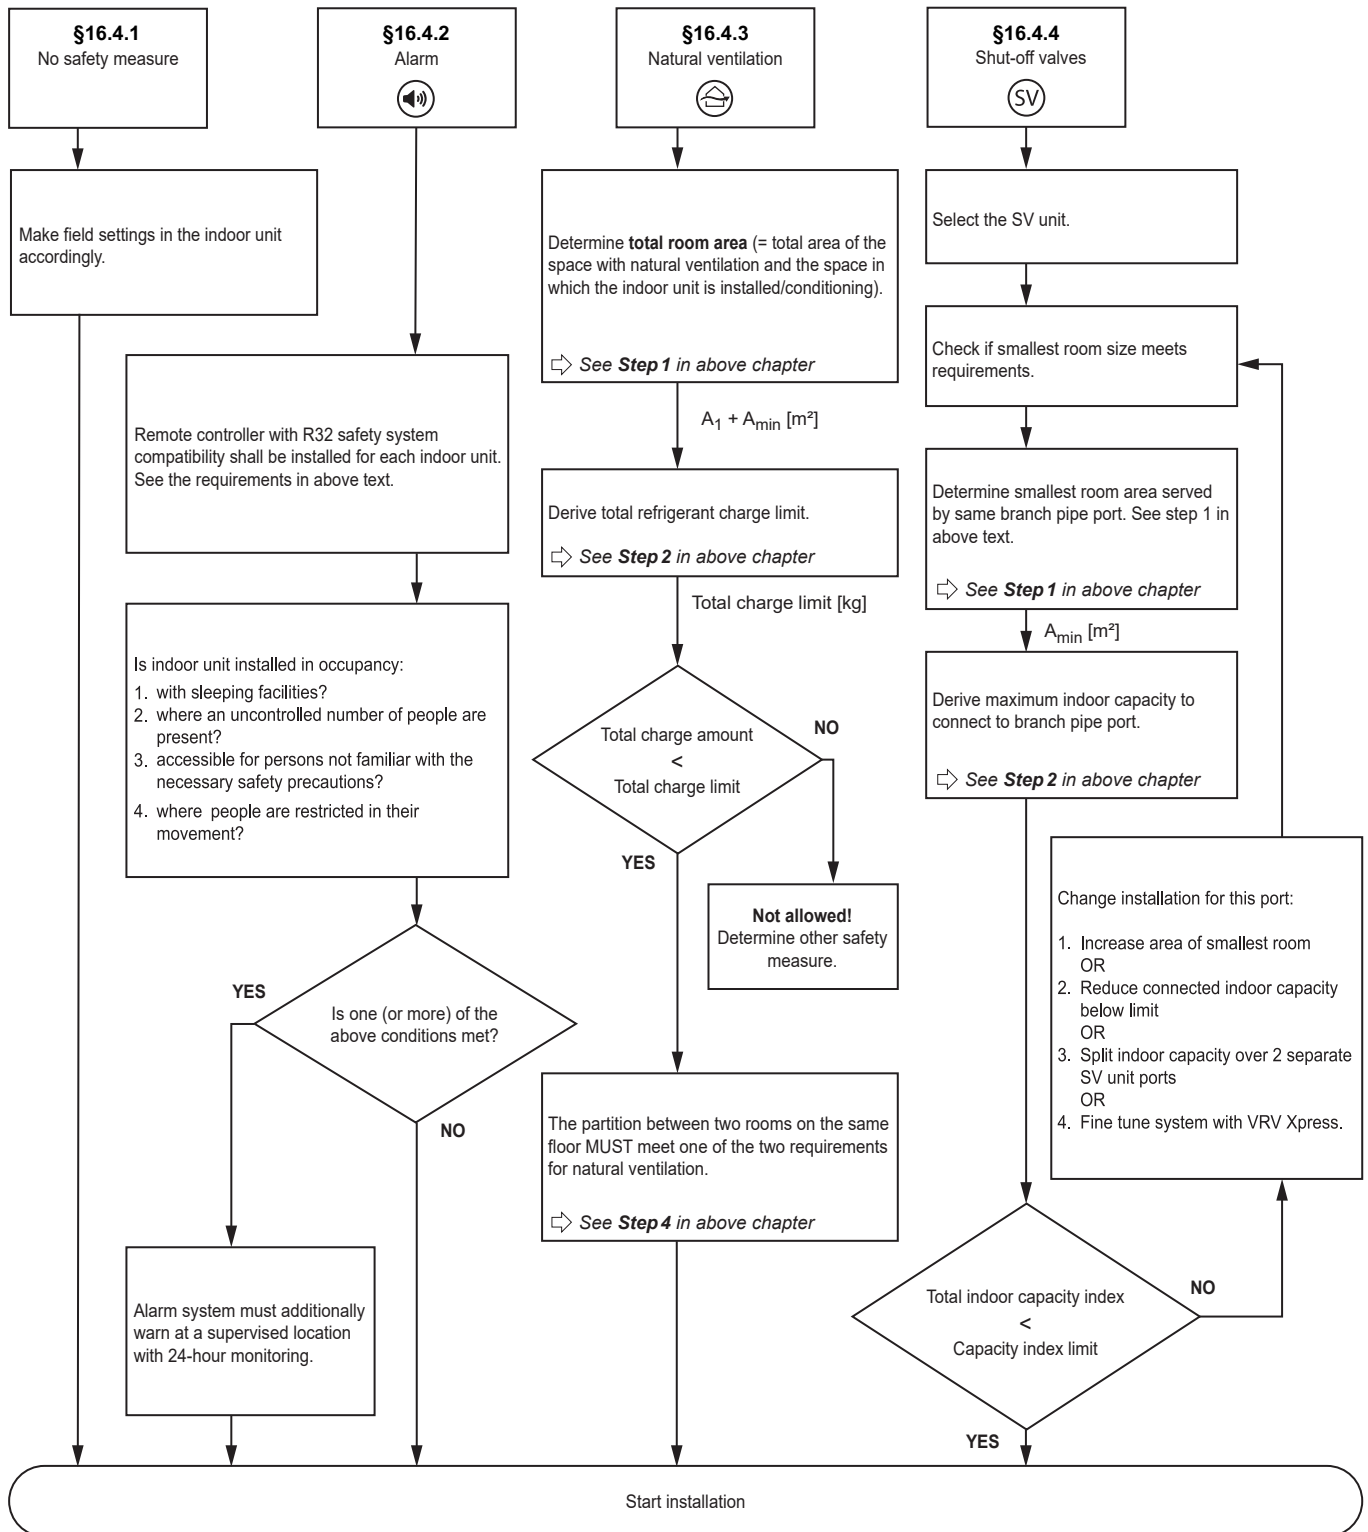 §16.4.1
No safety measure
Make field settings in the indoor unit
accordingly.
§16.4.2
Alarm
Remote controller with R32 safety system
compatibility shall be installed for each indoor unit.
See the requirements in above text.
Is indoor unit installed in occupancy:
1. with sleeping facilities?
2. where an uncontrolled number of people are
present?
3. accessible for persons not familiar with the
necessary safety precautions?
4. where people are restricted in their
movement?
YES
Is one (or more) of the
above conditions met?
NO
Alarm system must additionally
warn at a supervised location
with 24-hour monitoring.
§16.4.3
Natural ventilation
Determine total room area (= total area of the
space with natural ventilation and the space in
which the indoor unit is installed/conditioning).
⇨ See Step 1 in above chapter
A1 + Amin [m²]
Derive total refrigerant charge limit.
⇨ See Step 2 in above chapter
Total charge limit [kg]
Total charge amount
<
Total charge limit
NO
YES
Not allowed!
Determine other safety
measure.
The partition between two rooms on the same
floor MUST meet one of the two requirements
for natural ventilation.
⇨ See Step 4 in above chapter
§16.4.4
Shut-off valves
SV
Select the SV unit.
Check if smallest room size meets
requirements.
Determine smallest room area served
by same branch pipe port. See step 1 in
above text.
⇨ See Step 1 in above chapter
Amin [m²]
Derive maximum indoor capacity to
connect to branch pipe port.
⇨ See Step 2 in above chapter
Change installation for this port:
1. Increase area of smallest room
OR
2. Reduce connected indoor capacity
below limit
OR
3. Split indoor capacity over 2 separate
SV unit ports
OR
4. Fine tune system with VRV Xpress.
Total indoor capacity index
<
Capacity index limit
NO
YES
Start installation